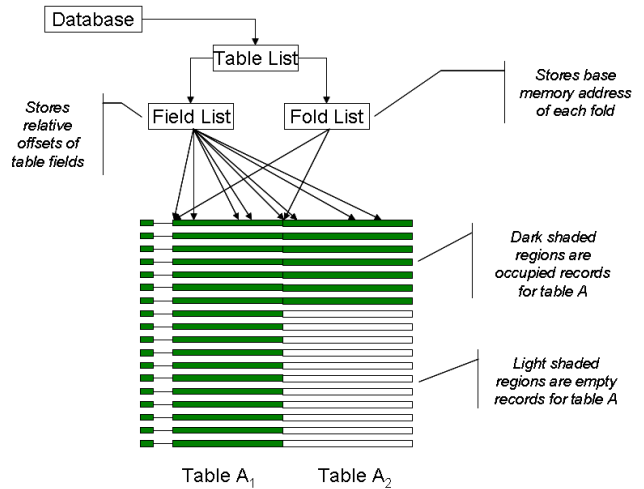 Database
Table List
Stores
relative
offsets of
table fields
Field List
Fold List
Stores base
memory address
of each fold
Dark shaded
regions are
occupied records
for table A
Light shaded
regions are empty
records for table A
Table A₁
Table A₂